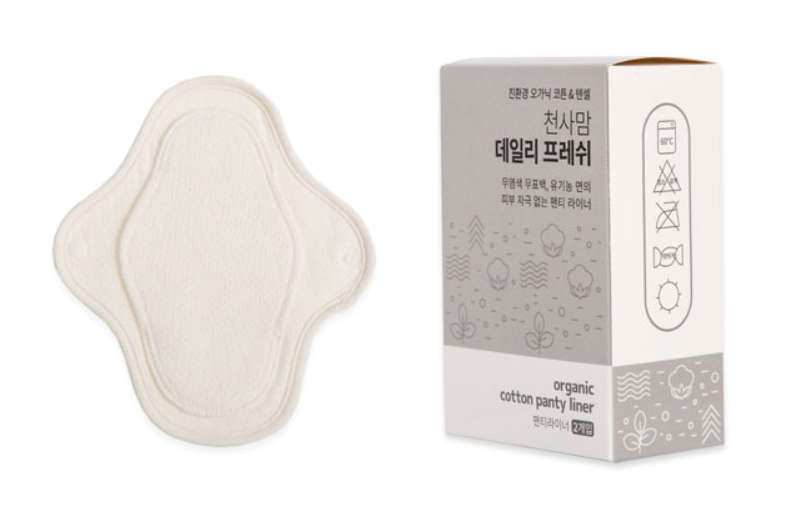 친환경 오가닉 코튼 & 텐셀
천사맘
데일리 프레쉬
무염색 무표백, 유기농 면의
피부 자극 없는 팬티 라이너
organic
cotton panty liner
팬티라이너 2개입
60℃